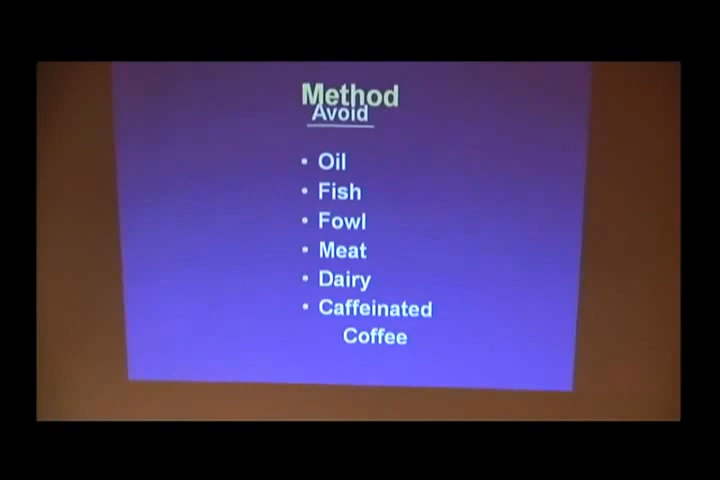 Method
Avoid
• Oil
• Fish
• Fowl
• Meat
• Dairy
• Caffeinated
Coffee